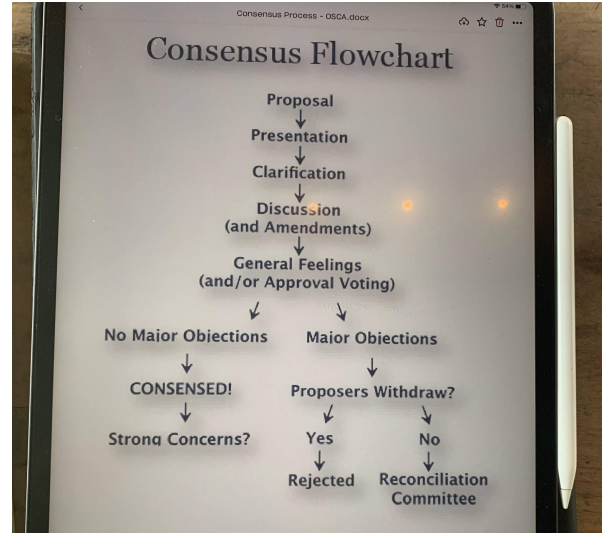 Consensus Process - OSCA.docx
54%
Consensus Flowchart
Proposal
Presentation
Clarification
Discussion
(and Amendments)
General Feelings
(and/or Approval Voting)
No Major Objections
Major Objections
CONSENSED!
Proposers Withdraw?
Strong Concerns?
Yes
No
Rejected
Reconciliation
Committee